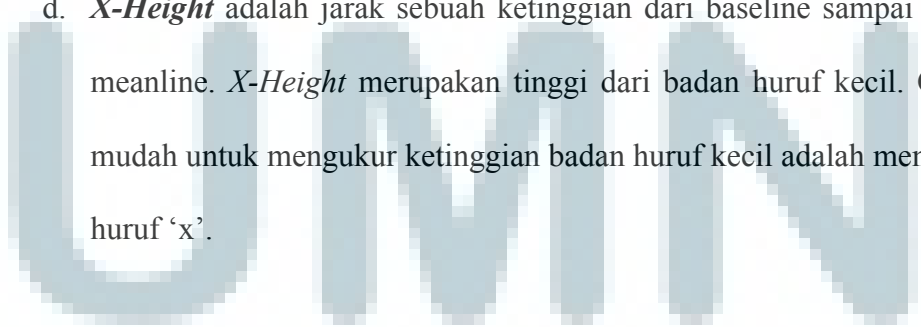 d. X-Height adalah jarak sebuah ketinggian dari baseline sampai
meanline. X-Height merupakan tinggi dari badan huruf kecil.
mudah untuk mengukur ketinggian badan huruf kecil adalah
huruf ‘x’.
UMN